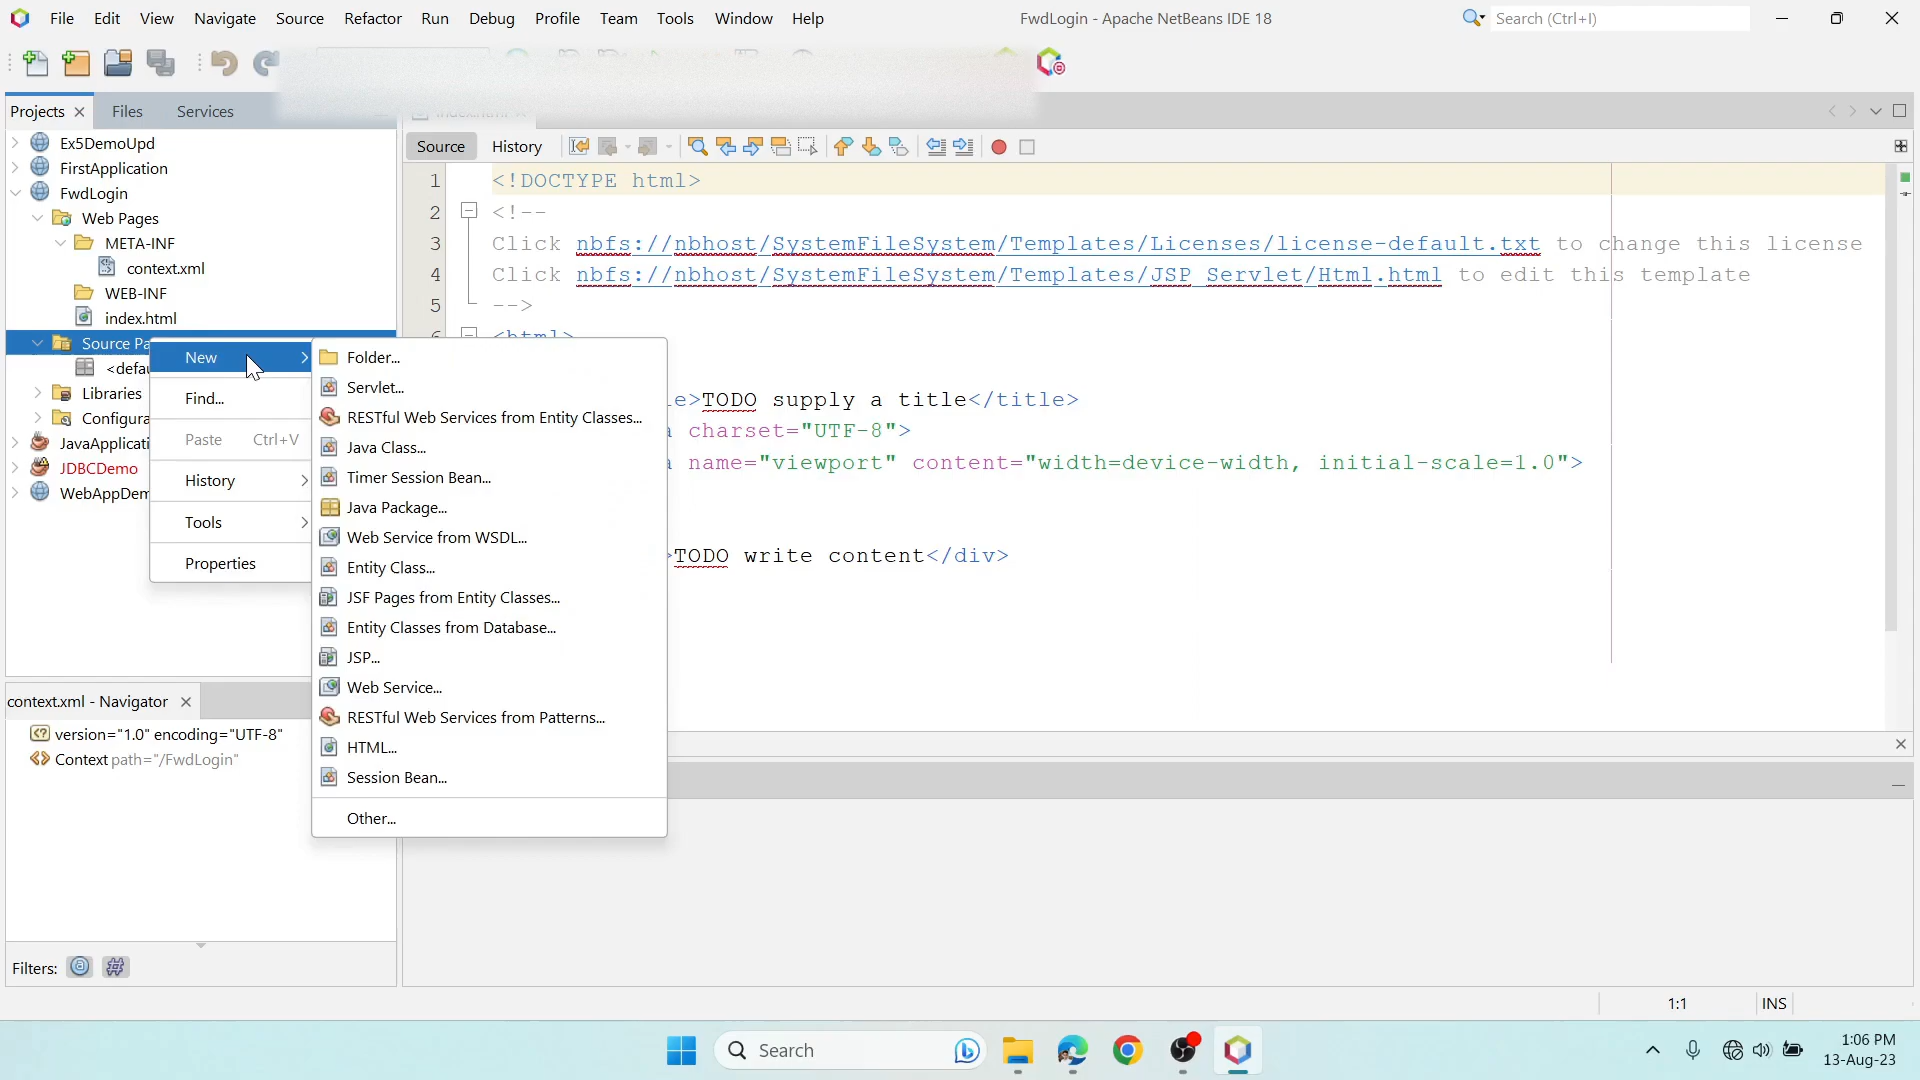 File Edit View Navigate Source Refactor Run Debug Profile Team Tools Window Help
FwdLogin - Apache NetBeans IDE 18
Search (Ctrl+I)
Projects
Files
Services
Ex5DemoUpd
FirstApplication
FwdLogin
Web Pages
META-INF
context.xml
WEB-INF
index.html
Source Pa
<defau
Libraries
Configura
JavaApplicati
JDBCDemo
WebAppDem
New
Find...
Paste Ctrl+V
History
Tools
Properties
Folder...
Servlet...
RESTful Web Services from Entity Classes...
Java Class...
Timer Session Bean...
Java Package...
Web Service from WSDL...
Entity Class...
JSF Pages from Entity Classes...
Entity Classes from Database...
JSP...
Web Service...
RESTful Web Services from Patterns...
HTML...
Session Bean...
Other...
Source History
1 <!DOCTYPE html>
2 <!--
3 Click nbfs://nbhost/SystemFileSystem/Templates/Licenses/license-default.txt to change this license
4 Click nbfs://nbhost/SystemFileSystem/Templates/JSP_Servlet/Html.html to edit this template
5 -->
<html>
le>TODO supply a title</title>
charset="UTF-8">
name="viewport" content="width=device-width, initial-scale=1.0">
>TODO write content</div>
context.xml - Navigator
version="1.0" encoding="UTF-8"
Context path="/FwdLogin"
Filters:
1:1
INS
Search
1:06 PM
13-Aug-23